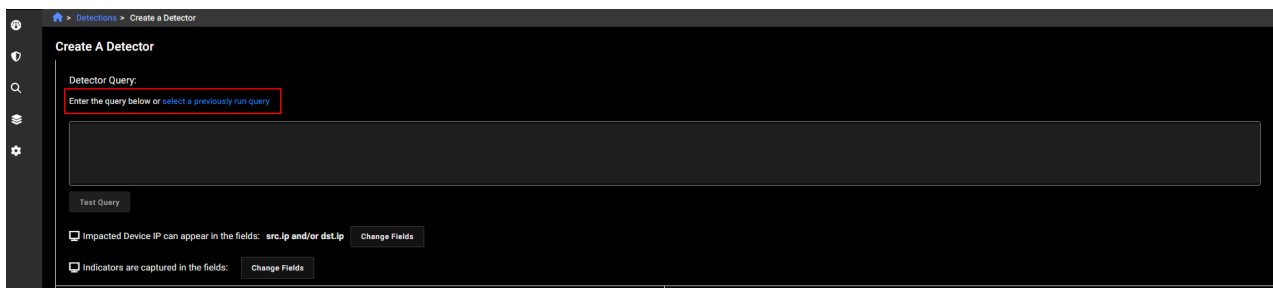 > Detections > Create a Detector
Create A Detector
Detector Query:
Enter the query below or select a previously run query
Test Query
Impacted Device IP can appear in the fields: src.ip and/or dst.ip Change Fields
Indicators are captured in the fields: Change Fields